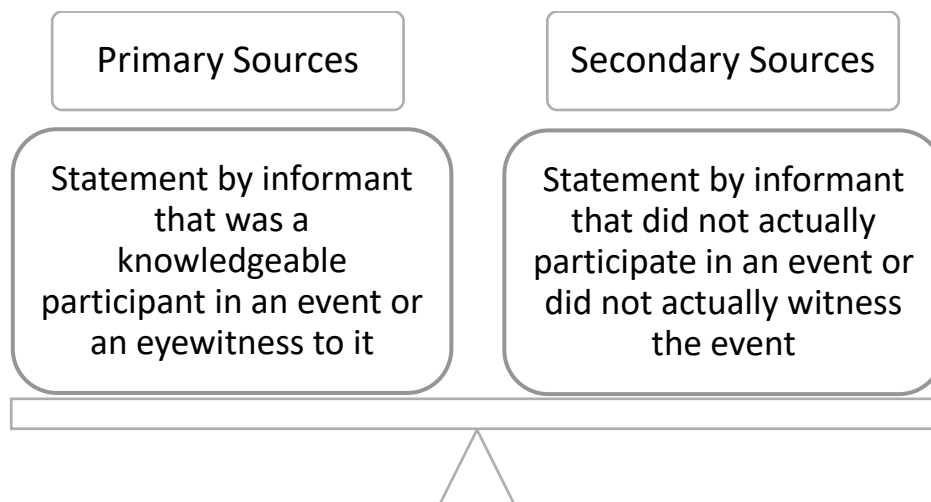 Primary Sources
Secondary Sources
Statement by informant
that was a
knowledgeable
participant in an event or
an eyewitness to it
Statement by informant
that did not actually
participate in an event or
did not actually witness
the event